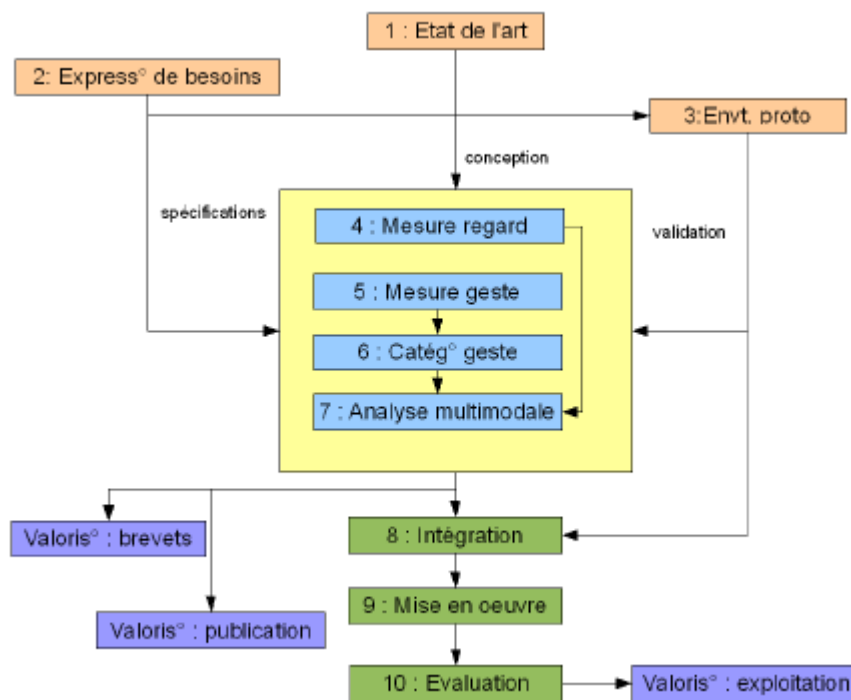 1 : Etat de l'art
2: Express° de besoins
3:Envt. proto
conception
spécifications
validation
4 : Mesure regard
5 : Mesure geste
6 : Catég° geste
7 : Analyse multimodale
Valoris° : brevets
8 : Intégration
9 : Mise en oeuvre
Valoris° : publication
10 : Evaluation
Valoris° : exploitation